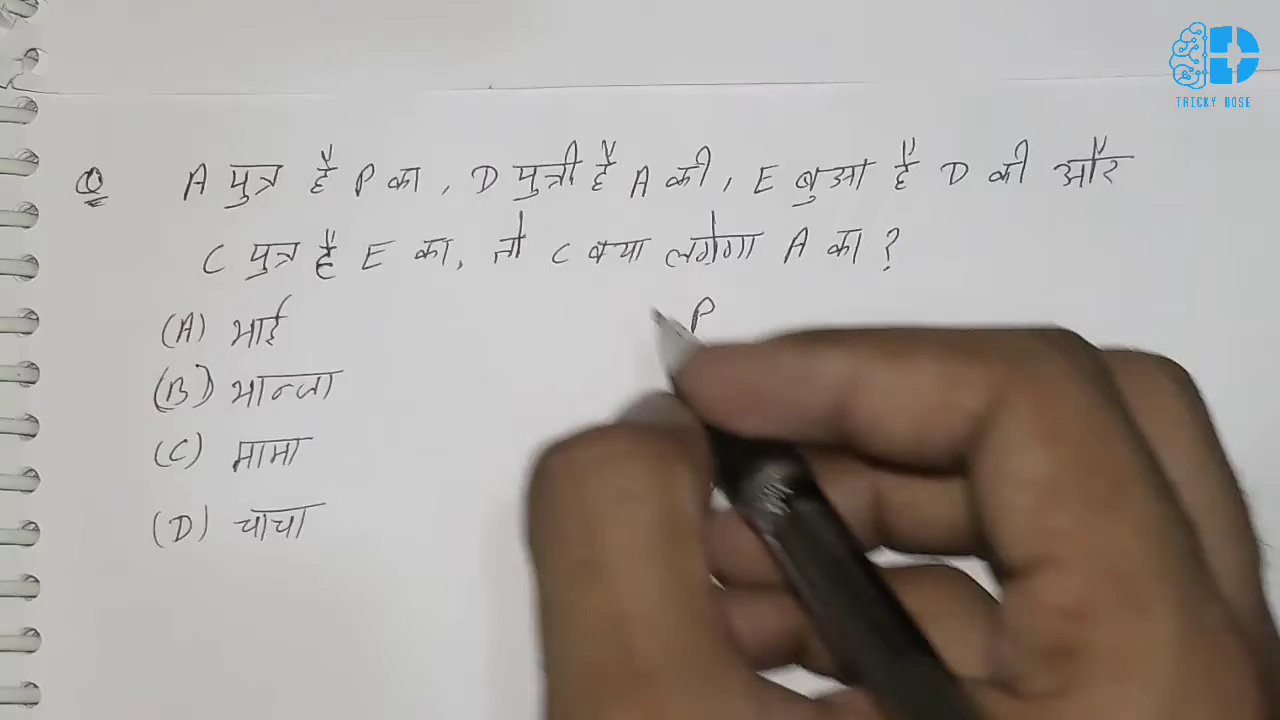 TRICKY DOSE
Q A पुत्र है P का, D पुत्री है A की, E बुआ है D की और
C पुत्र है E का, तो C क्या लगेगा A का ?
(A) भाई
P
(B) भान्जा
(C) मामा
(D) चाचा